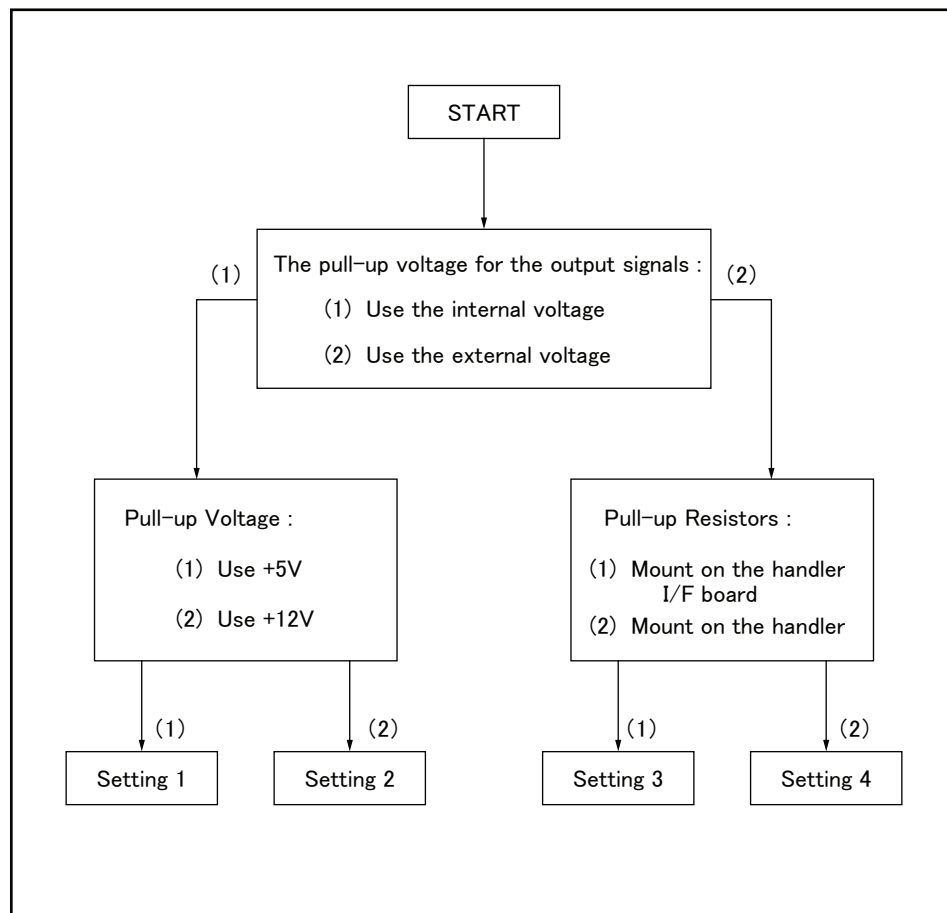 START
The pull-up voltage for the output signals :
(1) Use the internal voltage
(2) Use the external voltage
(1)
(2)
Pull-up Voltage :
(1) Use +5V
(2) Use +12V
Pull-up Resistors :
(1) Mount on the handler
I/F board
(2) Mount on the handler
(1)
(2)
(1)
(2)
Setting 1
Setting 2
Setting 3
Setting 4